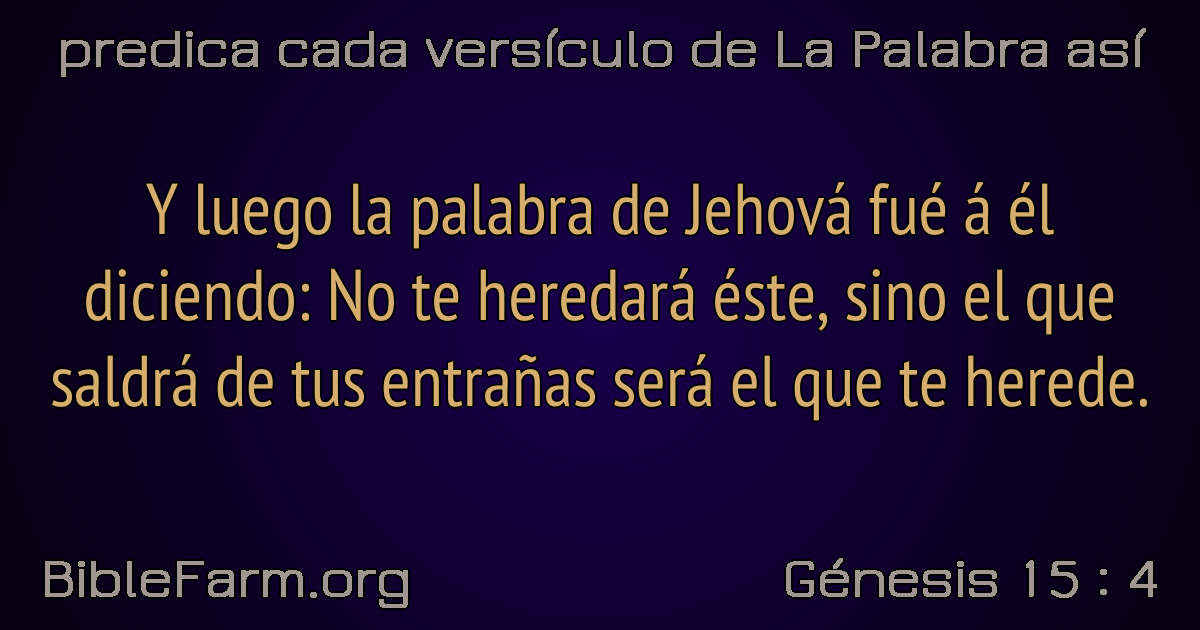 predica cada versículo de La Palabra así
Y luego la palabra de Jehová fué á él
diciendo: No te heredará éste, sino el que
saldrá de tus entrañas será el que te herede.
BibleFarm.org
Génesis 15 : 4